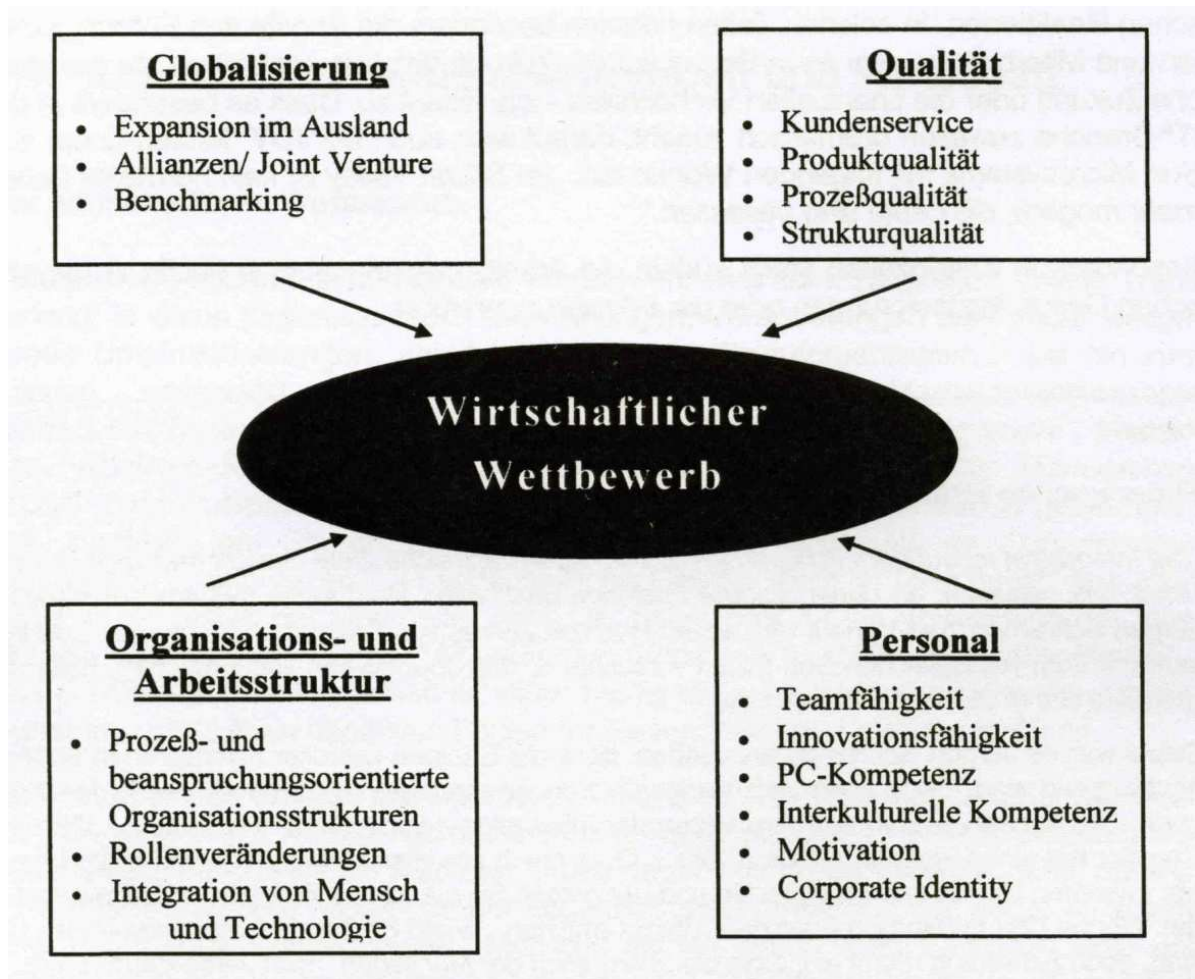 Globalisierung
• Expansion im Ausland
• Allianzen/ Joint Venture
• Benchmarking
Qualität
• Kundenservice
• Produktqualität
• Prozeßqualität
• Strukturqualität
Wirtschaftlicher
Wettbewerb
Organisations- und
Arbeitsstruktur
• Prozeß- und
beanspruchungsorientierte
Organisationsstrukturen
• Rollenveränderungen
• Integration von Mensch
und Technologie
Personal
• Teamfähigkeit
• Innovationsfähigkeit
• PC-Kompetenz
• Interkulturelle Kompetenz
• Motivation
• Corporate Identity